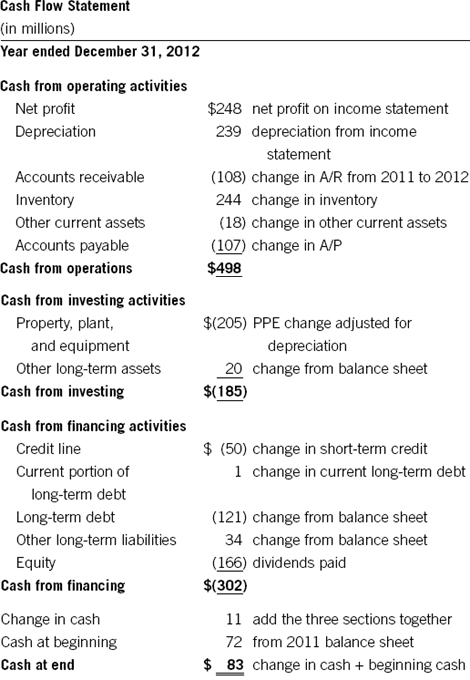 Cash Flow Statement
(in millions)
Year ended December 31, 2012
Cash from operating activities
Net profit $248 net profit on income statement
Depreciation 239 depreciation from income
statement
Accounts receivable (108) change in A/R from 2011 to 2012
Inventory 244 change in inventory
Other current assets (18) change in other current assets
Accounts payable (107) change in A/P
Cash from operations $498
Cash from investing activities
Property, plant, $(205) PPE change adjusted for
and equipment depreciation
Other long-term assets 20 change from balance sheet
Cash from investing $(185)
Cash from financing activities
Credit line $ (50) change in short-term credit
Current portion of 1 change in current long-term debt
long-term debt
Long-term debt (121) change from balance sheet
Other long-term liabilities 34 change from balance sheet
Equity (166) dividends paid
Cash from financing $(302)
Change in cash 11 add the three sections together
Cash at beginning 72 from 2011 balance sheet
Cash at end $ 83 change in cash + beginning cash